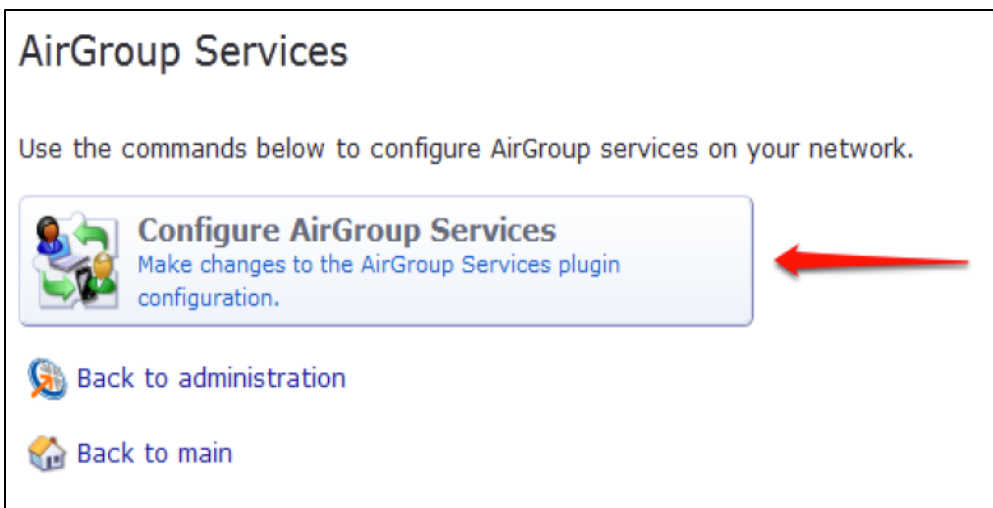 AirGroup Services
Use the commands below to configure AirGroup services on your network.
Configure AirGroup Services
Make changes to the AirGroup Services plugin
configuration.
Back to administration
Back to main